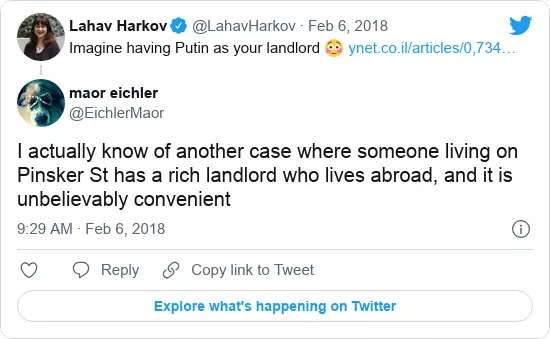 Lahav Harkov @LahavHarkov · Feb 6, 2018
Imagine having Putin as your landlord 😳 ynet.co.il/articles/0,734…
maor eichler
@EichlerMaor
I actually know of another case where someone living on
Pinsker St has a rich landlord who lives abroad, and it is
unbelievably convenient
9:29 AM · Feb 6, 2018
Reply
Copy link to Tweet
Explore what's happening on Twitter